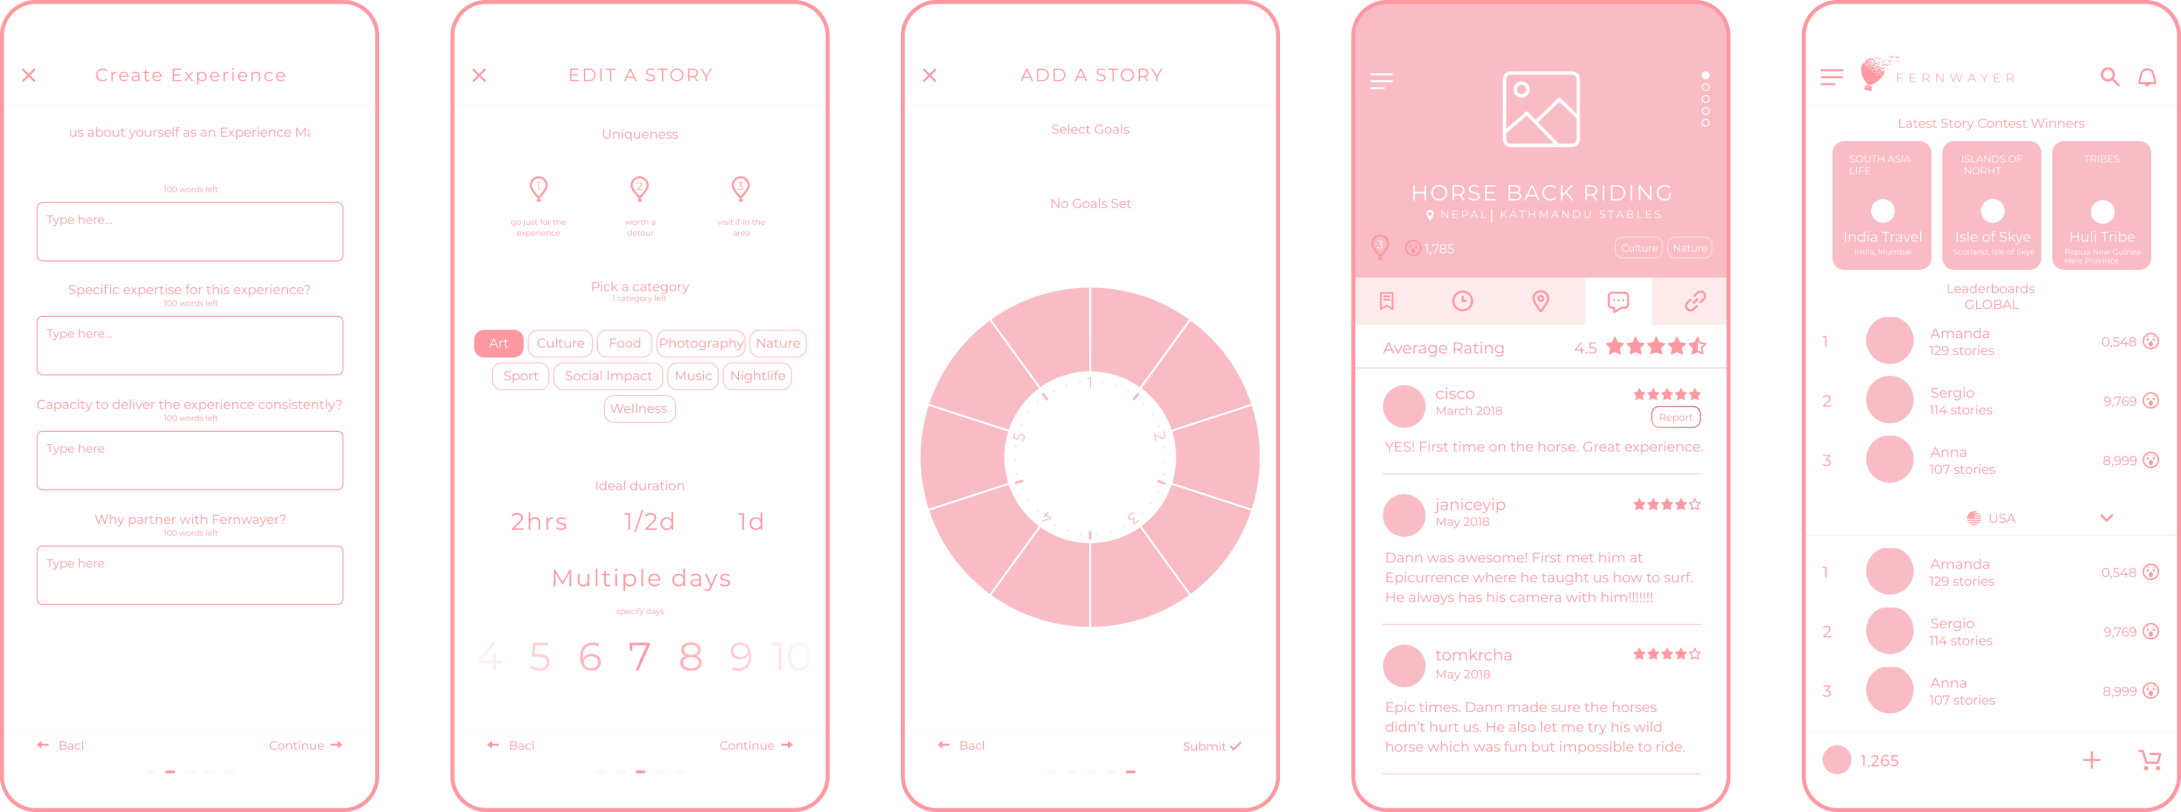 Create Experience
us about yourself as an Experience Ma
100 words left
Type here...
Specific expertise for this experience?
100 words left
Type here...
Capacity to deliver the experience consistently?
100 words left
Type here
Why partner with Fernwayer?
100 words left
Type here
Bacl
Continue
EDIT A STORY
Uniqueness
1
2
3
go just for the
experience
worth a
detour
visit if in the
area
Pick a category
1 category left
Art
Culture
Food
Photography
Nature
Sport
Social Impact
Music
Nightlife
Wellness
Ideal duration
2hrs
1/2d
1d
Multiple days
specify days
4 5 6 7 8 9 10
Bacl
Continue
ADD A STORY
Select Goals
No Goals Set
1
2
3
4
5
Bacl
Submit
HORSE BACK RIDING
NEPAL| KÁTHMANDU STABLES
3
1,785
Culture
Nature
Average Rating
4.5
cisco
March 2018
Report
YES! First time on the horse. Great experience.
janiceyip
May 2018
Dann was awesome! First met him at
Epicurrence where he taught us how to surf.
He always has his camera with him!!!!!!!
tomkrcha
May 2018
Epic times. Dann made sure the horses
didn't hurt us. He also let me try his wild
horse which was fun but impossible to ride.
FERNWAYER
Latest Story Contest Winners
SOUTH ASIA
LIFE
India Travel
India, Mumbai
ISLANDS OF
NORHT
Isle of Skye
Scotland, Isle of Skye
TRIBES
Huli Tribe
Papua New Guinea
Hela Province
Leaderboards
GLOBAL
1
Amanda
129 stories
0,548
2
Sergio
114 stories
9,769
3
Anna
107 stories
8,999
USA
1
Amanda
129 stories
0,548
2
Sergio
114 stories
9,769
3
Anna
107 stories
8,999
1,265